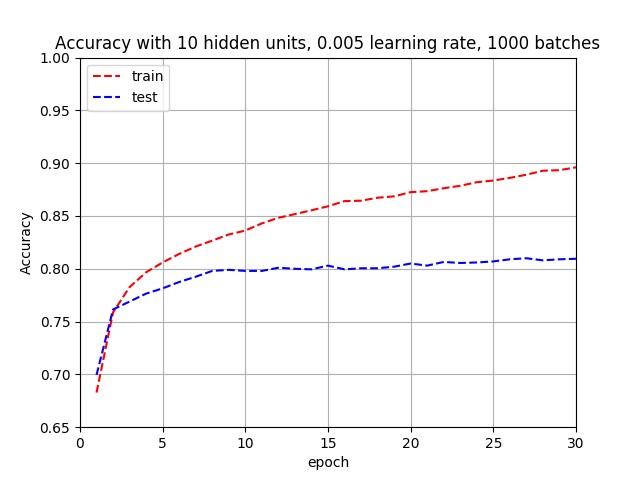 Accuracy with 10 hidden units, 0.005 learning rate, 1000 batches
train
test
1.00
0.95
0.90
0.85
0.80
0.75
0.70
0.65
Accuracy
0 5 10 15 20 25 30
epoch